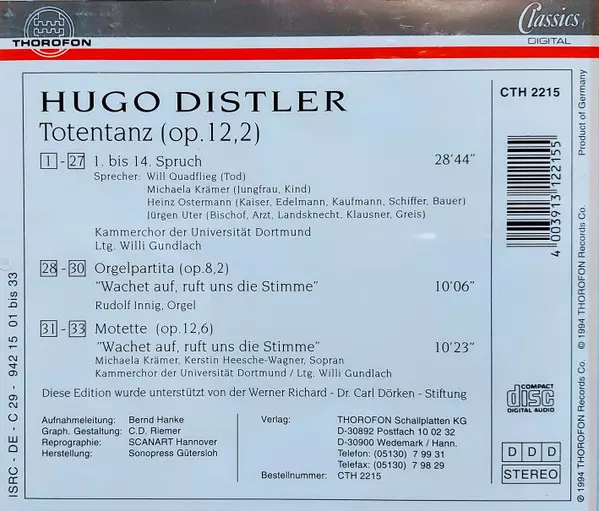 THOROFON
Classics
DIGITAL
HUGO DISTLER
CTH 2215
Totentanz (op.12,2)
1 - 27 1. bis 14. Spruch 28'44"
Sprecher: Will Quadflieg (Tod)
Michaela Krämer (Jungfrau, Kind)
Heinz Ostermann (Kaiser, Edelmann, Kaufmann, Schiffer, Bauer)
Jürgen Uter (Bischof, Arzt, Landsknecht, Klausner, Greis)
Kammerchor der Universität Dortmund
Ltg. Willi Gundlach
28 - 30 Orgelpartita (op.8,2)
"Wachet auf, ruft uns die Stimme" 10'06"
Rudolf Innig, Orgel
31 - 33 Motette (op.12,6)
"Wachet auf, ruft uns die Stimme" 10'23"
Michaela Krämer, Kerstin Heesche-Wagner, Sopran
Kammerchor der Universität Dortmund / Ltg. Willi Gundlach
Diese Edition wurde unterstützt von der Werner Richard - Dr. Carl Dörken - Stiftung
Aufnahmeleitung: Bernd Hanke
Graph. Gestaltung: C.D. Riemer
Reprographie: SCANART Hannover
Herstellung: Sonopress Gütersloh
Verlag: THOROFON Schallplatten KG
D-30892 Postfach 10 02 32
D-30900 Wedemark / Hann.
Telefon: (05130) 7 99 31
Telefax: (05130) 7 98 29
Bestellnummer: CTH 2215
4 003913 122155
COMPACT
disc
DIGITAL AUDIO
D D D
STEREO
Product of Germany
© 1994 THOROFON Records Co.
℗ 1994 THOROFON Records Co.
ISRC - DE - C 29 - 942 15 01 bis 33